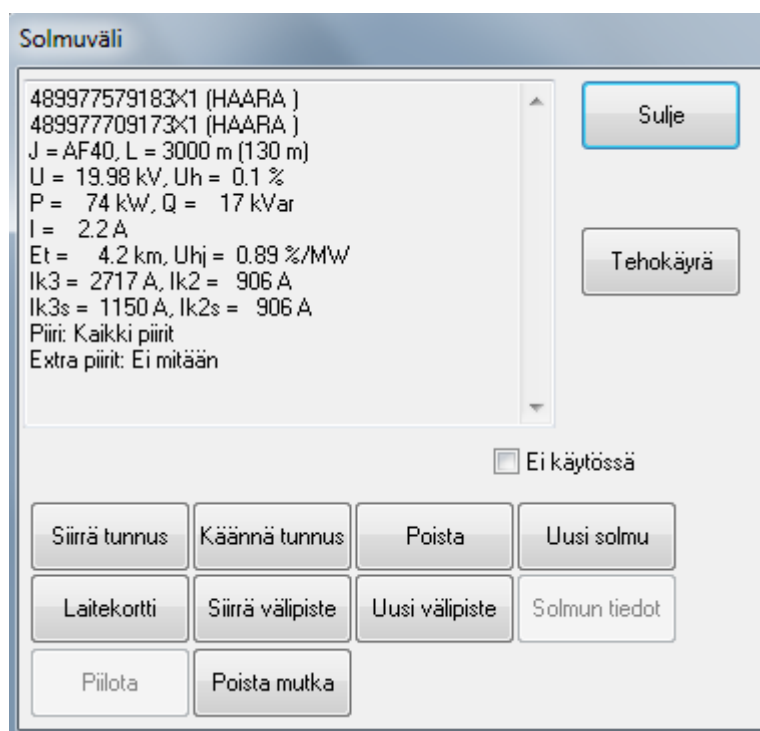 Solmuväli
489977579183X1 (HAARA )
489977709173X1 (HAARA )
J = AF40, L = 3000 m (130 m)
U = 19.98 kV, Uh = 0.1 %
P = 74 kW, Q = 17 kVar
I = 2.2 A
Et = 4.2 km, Uhj = 0.89 %/MW
Ik3 = 2717 A, Ik2 = 906 A
Ik3s = 1150 A, Ik2s = 906 A
Piiri: Kaikki piirit
Extra piirit: Ei mitään
Sulje
Tehokäyrä
Ei käytössä
Siirrä tunnus Käännä tunnus Poista Uusi solmu
Laitekortti Siirrä välipiste Uusi välipiste Solmun tiedot
Piilota Poista mutka